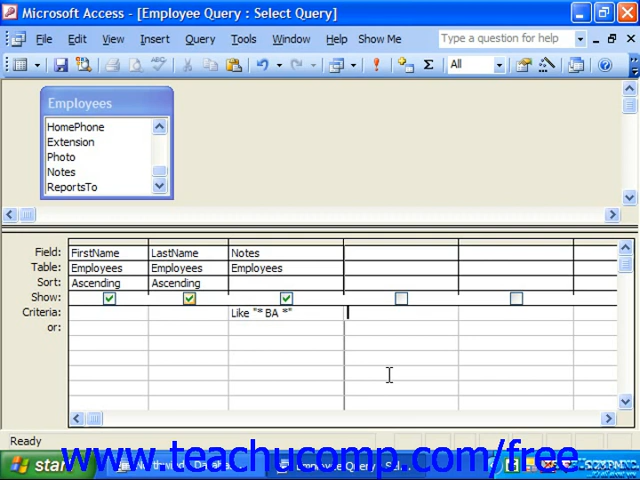 Microsoft Access - [Employee Query : Select Query]
File Edit View Insert Query Tools Window Help Show Me Type a question for help
All
Employees
HomePhone
Extension
Photo
Notes
ReportsTo
Field: FirstName LastName Notes
Table: Employees Employees Employees
Sort: Ascending Ascending
Show:
Criteria: Like "* BA *"
or:
Ready
start
www.teachucomp.com/free